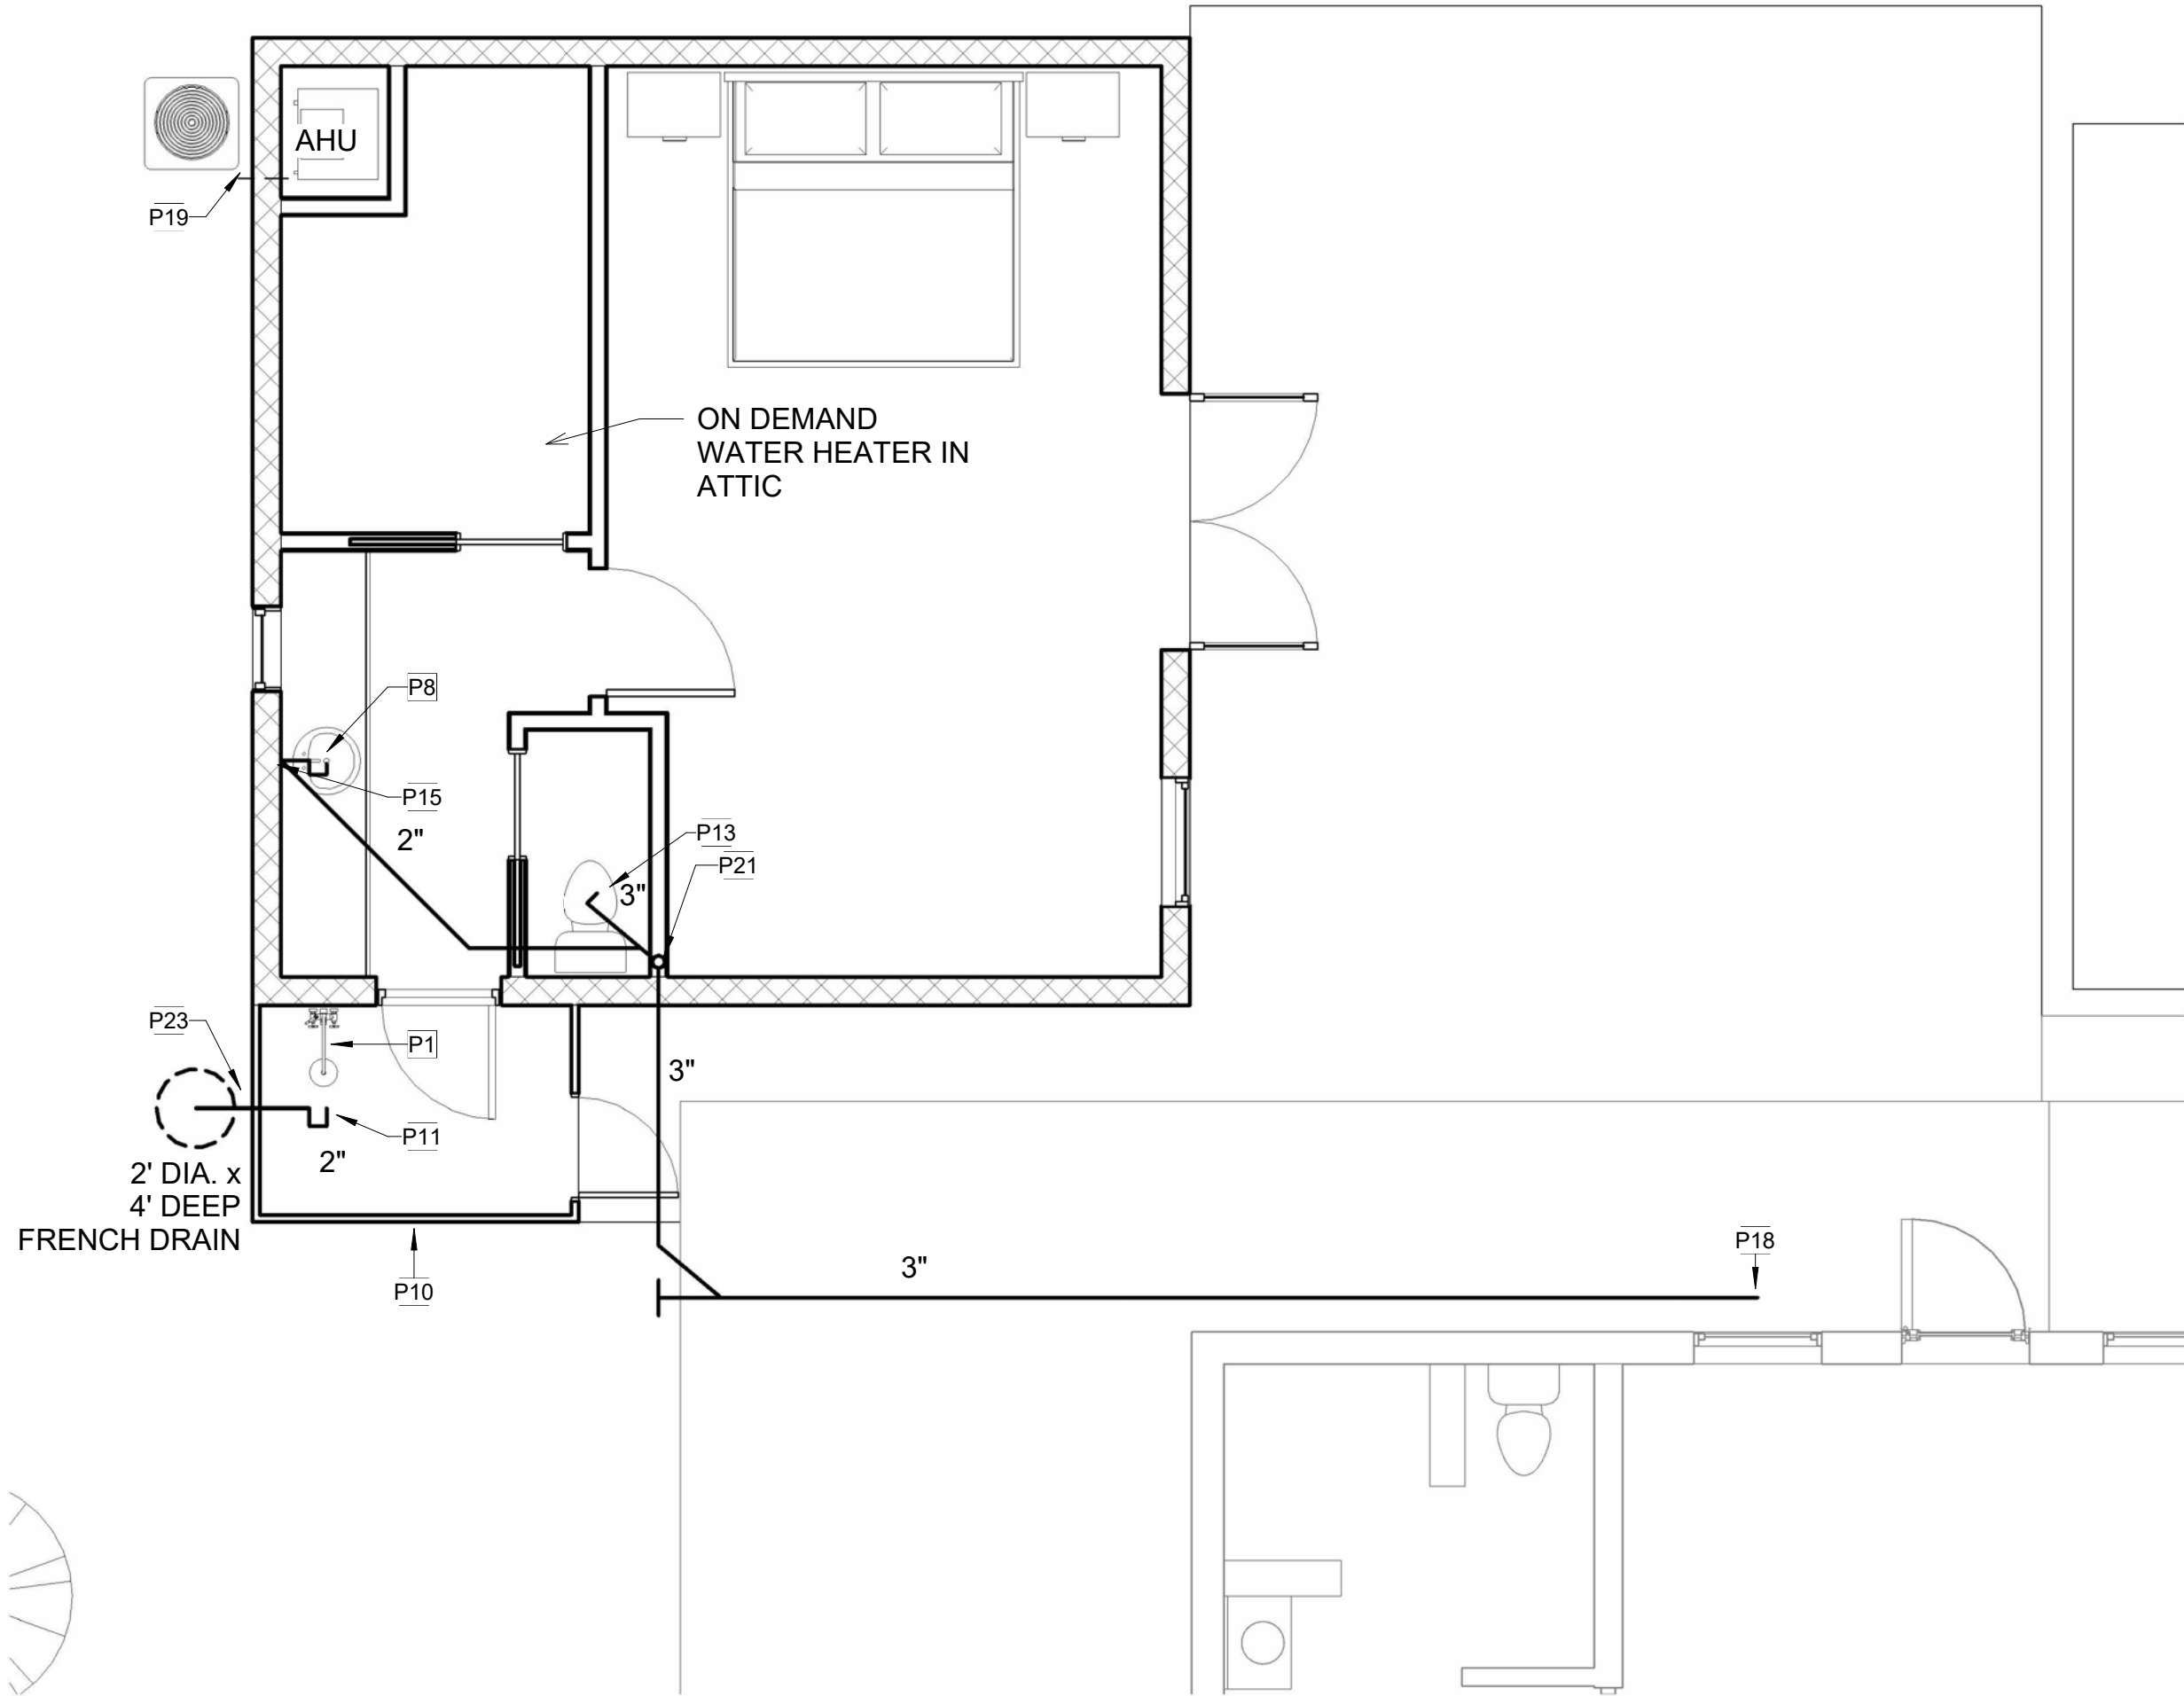 AHU
P19
ON DEMAND
WATER HEATER IN
ATTIC
P8
P15
2"
P13
P21
3"
P23
P1
3"
P11
2"
2' DIA. x
4' DEEP
FRENCH DRAIN
P10
3"
P18